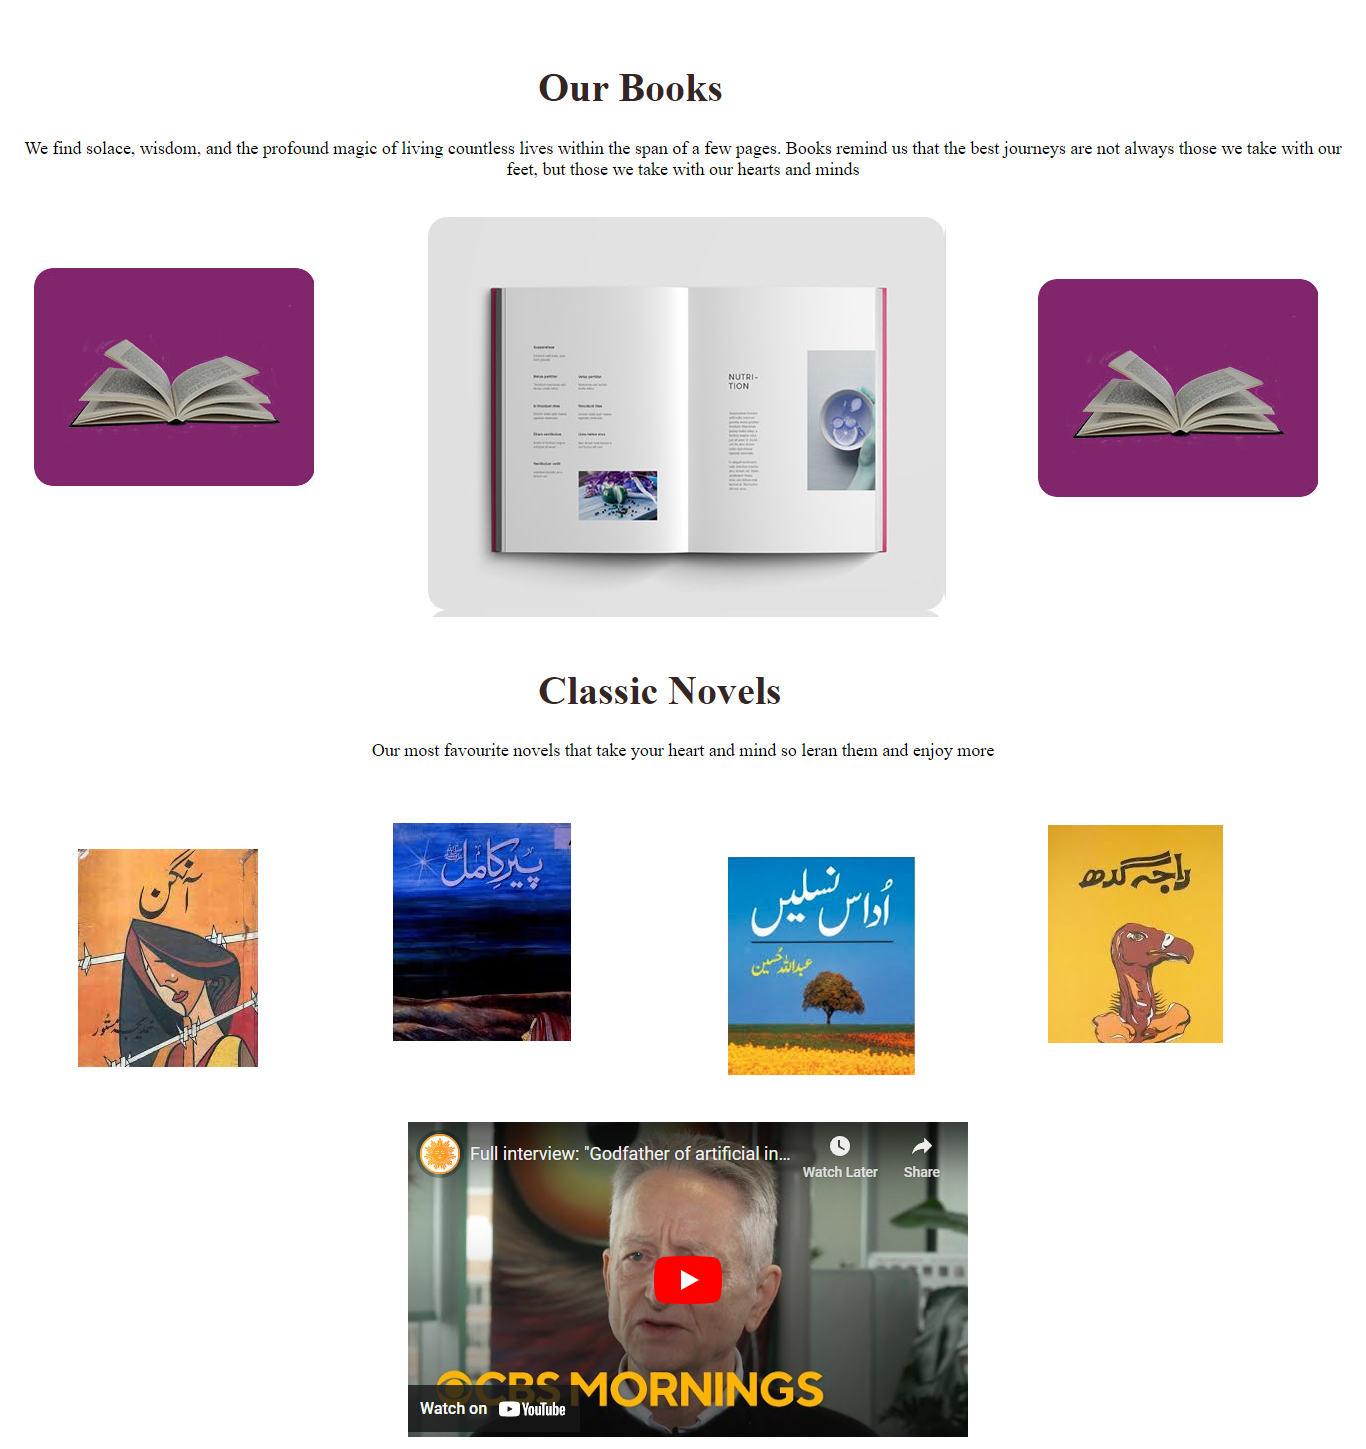 Our Books
We find solace, wisdom, and the profound magic of living countless lives within the span of a few pages. Books remind us that the best journeys are not always those we take with our
feet, but those we take with our hearts and minds
NUTRI-
TION
Classic Novels
Our most favourite novels that take your heart and mind so leran them and enjoy more
آنگن
خدیجہ مستور
پیرِکامل
اُداس نسلیں
عبداللہ حسین
راجہ گدھ
Full interview: "Godfather of artificial in...
Watch Later
Share
CBS MORNINGS
Watch on YouTube